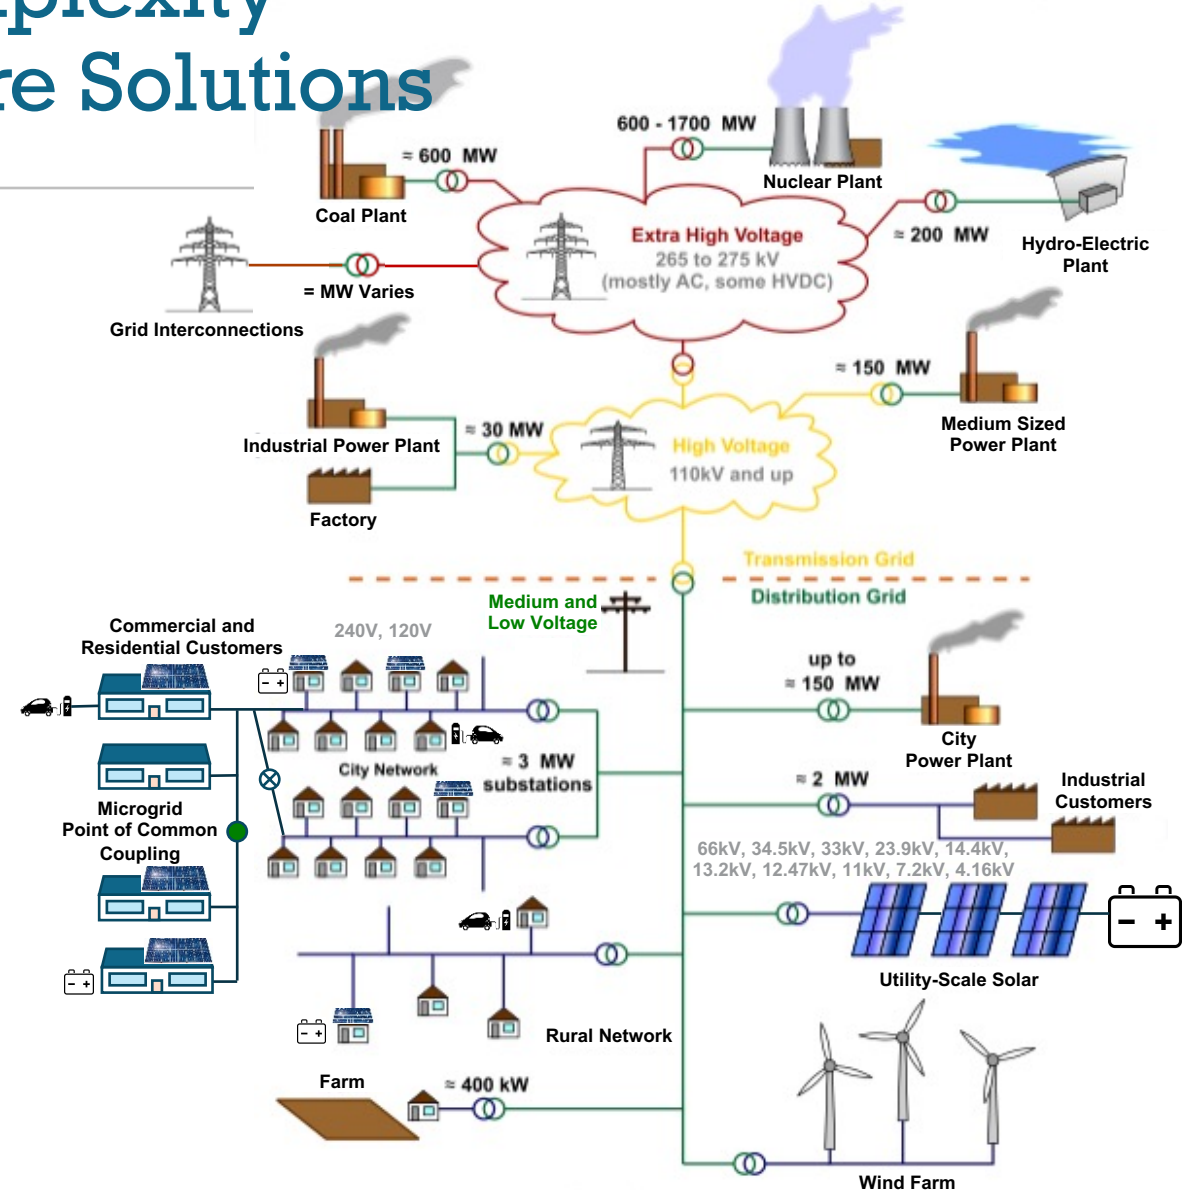 re Solutions
600 - 1700 MW
≈ 600 MW
Nuclear Plant
Coal Plant
Extra High Voltage
265 to 275 kV
(mostly AC, some HVDC)
≈ 200 MW
Hydro-Electric
Plant
= MW Varies
Grid Interconnections
≈ 150 MW
Medium Sized
Power Plant
≈ 30 MW
Industrial Power Plant
High Voltage
110kV and up
Factory
Transmission Grid
Distribution Grid
Medium and
Low Voltage
Commercial and
Residential Customers
240V, 120V
up to
≈ 150 MW
City
Power Plant
City Network
≈ 3 MW
substations
≈ 2 MW
Industrial
Customers
Microgrid
Point of Common
Coupling
66kV, 34.5kV, 33kV, 23.9kV, 14.4kV,
13.2kV, 12.47kV, 11kV, 7.2kV, 4.16kV
Utility-Scale Solar
Rural Network
Farm
≈ 400 kW
Wind Farm